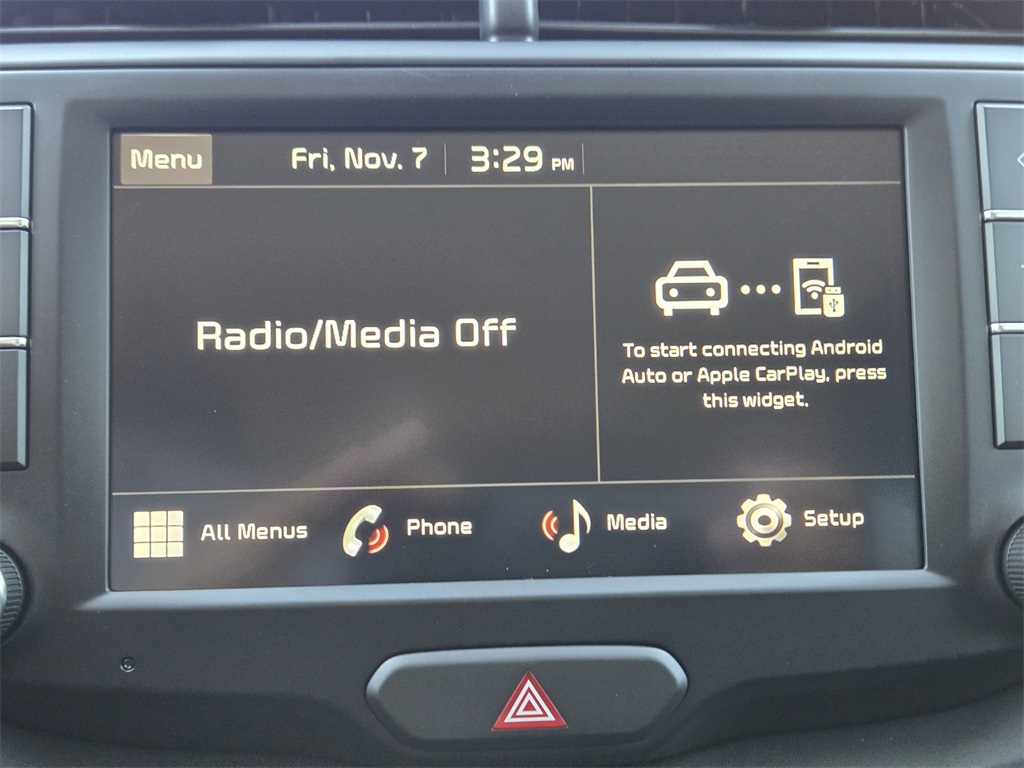 Menu
Fri, Nov. 7
3:29 PM
Radio/Media Off
To start connecting Android
Auto or Apple CarPlay, press
this widget.
All Menus
Phone
Media
Setup